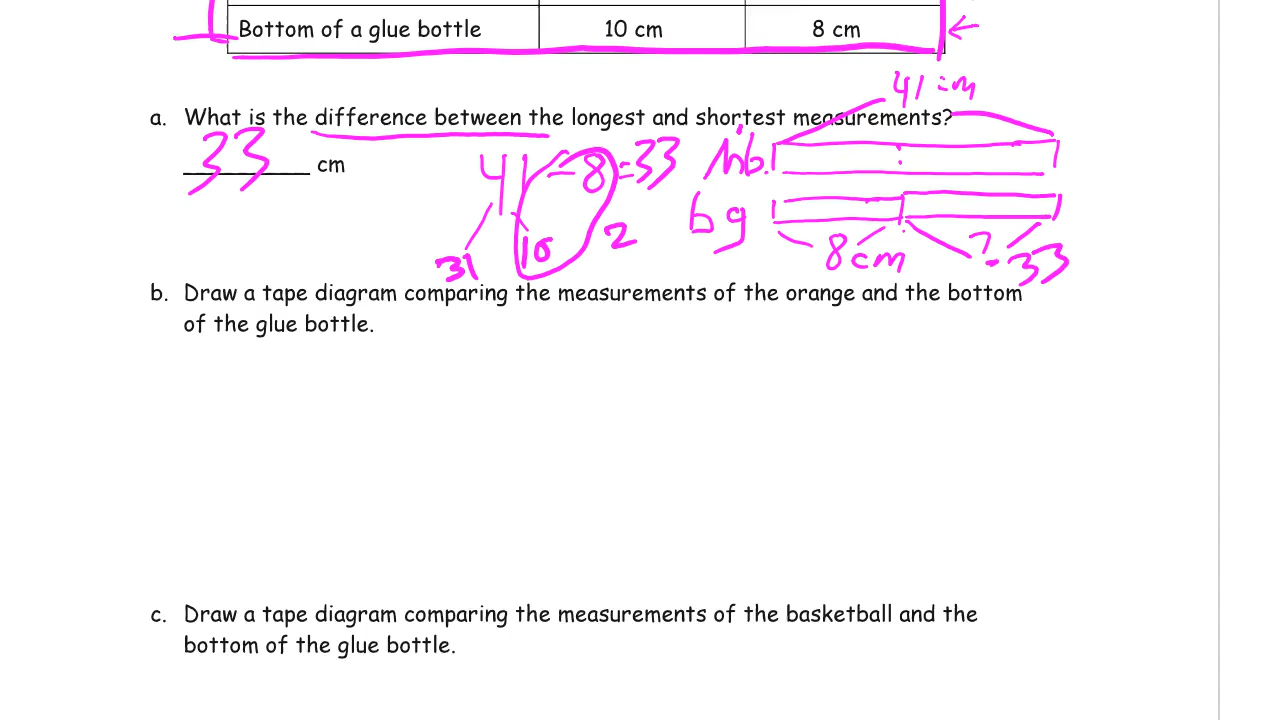 Bottom of a glue bottle 10 cm 8 cm
41 cm
a. What is the difference between the longest and shortest measurements?
33 cm 41 - 8 = 33
b g
31 10 2 8 cm ? 33
b. Draw a tape diagram comparing the measurements of the orange and the bottom
of the glue bottle.
c. Draw a tape diagram comparing the measurements of the basketball and the
bottom of the glue bottle.